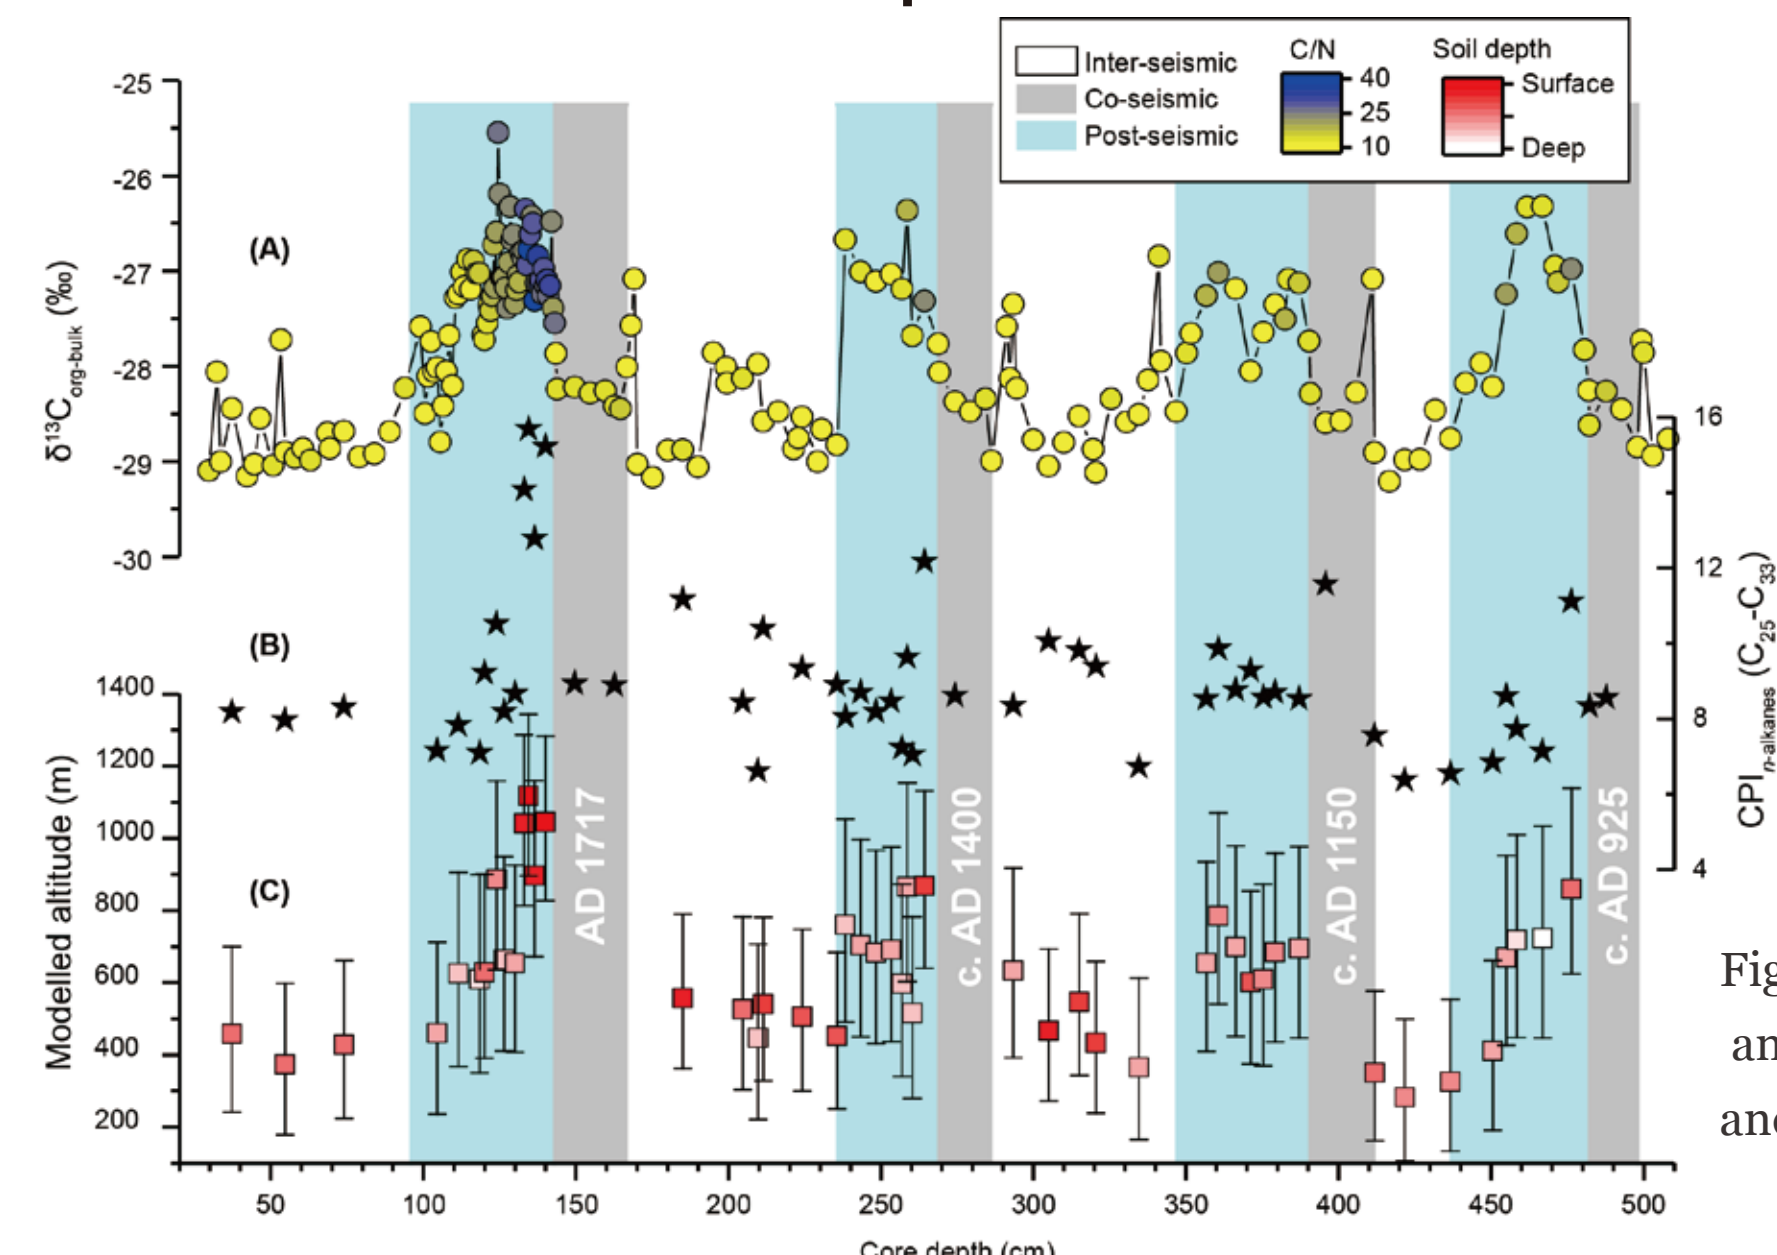 Inter-seismic
Co-seismic
Post-seismic
C/N
40
25
10
Soil depth
Surface
Deep
-25
-26
-27
-28
-29
-30
δ13Corg-bulk (‰)
(A)
16
12
8
4
CPIn-alkanes (C25-C33)
(B)
1400
1200
1000
800
600
400
200
Modelled altitude (m)
(C)
AD 1717
c. AD 1400
c. AD 1150
c. AD 925
50
100
150
200
250
300
350
400
450
500
Core depth (cm)
Fig
an
and